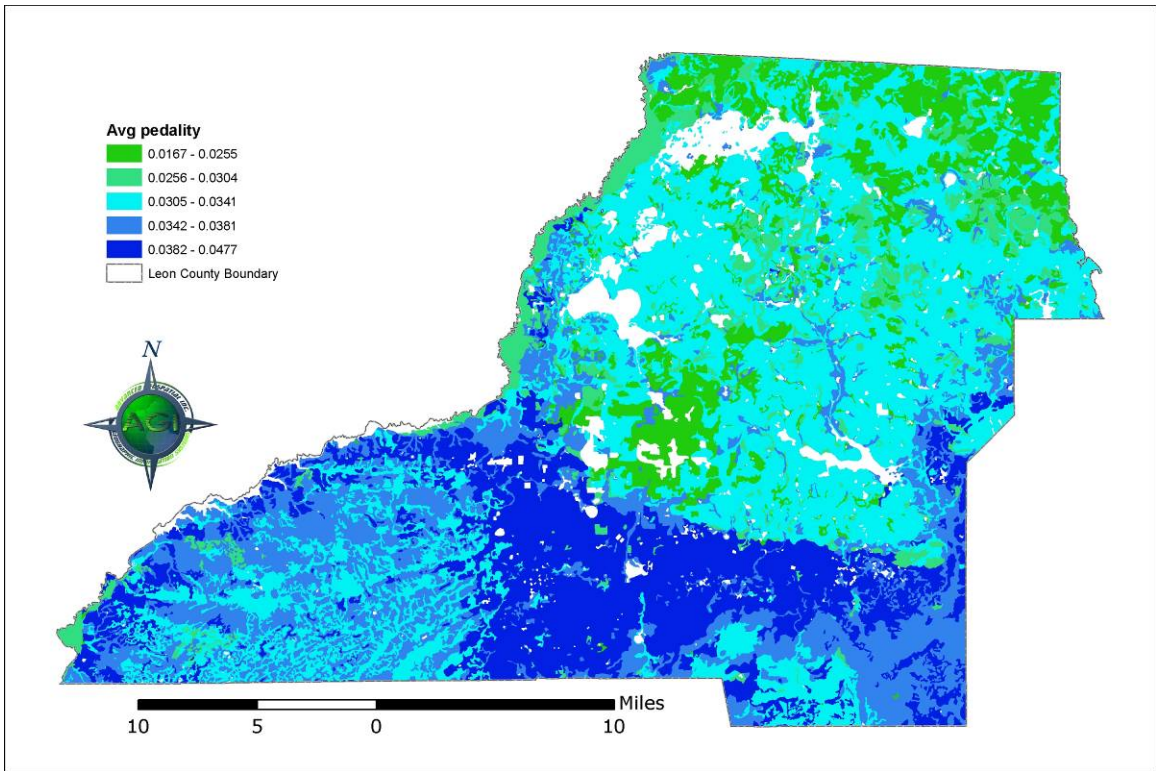 Avg pedality
0.0167 - 0.0255
0.0256 - 0.0304
0.0305 - 0.0341
0.0342 - 0.0381
0.0382 - 0.0477
Leon County Boundary
N
AGI
Miles
10 5 0 10